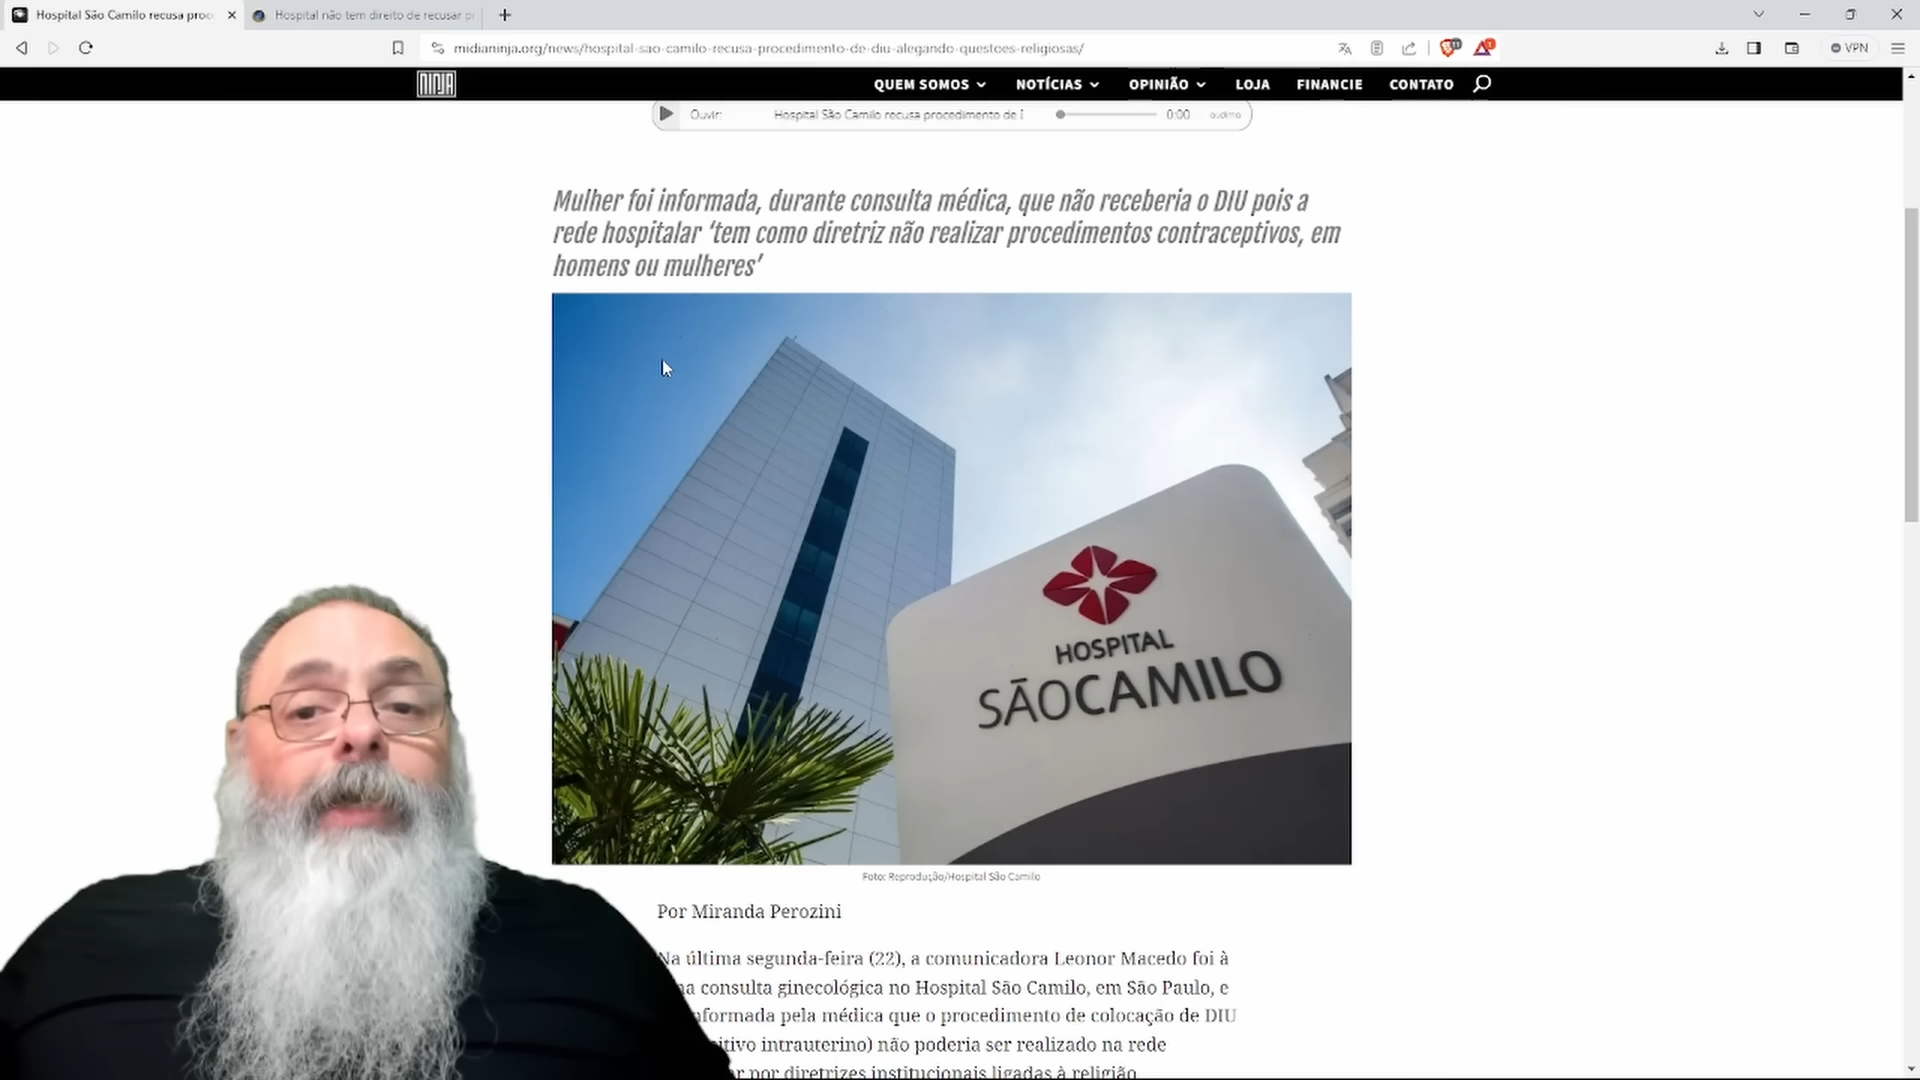 Hospital São Camilo recusa proc
Hospital não tem direito de recusar p
midianinja.org/news/hospital-sao-camilo-recusa-procedimento-de-diu-alegando-questoes-religiosas/
VPN
NINJA
QUEM SOMOS
NOTÍCIAS
OPINIÃO
LOJA
FINANCIE
CONTATO
Ouvir:
Hospital São Camilo recusa procedimento de
0:00
audima
Mulher foi informada, durante consulta médica, que não receberia o DIU pois a
rede hospitalar ‘tem como diretriz não realizar procedimentos contraceptivos, em
homens ou mulheres’
HOSPITAL
SÃOCAMILO
Foto: Reprodução/Hospital São Camilo
Por Miranda Perozini
Na última segunda-feira (22), a comunicadora Leonor Macedo foi à
consulta ginecológica no Hospital São Camilo, em São Paulo, e
nformada pela médica que o procedimento de colocação de DIU
itivo intrauterino) não poderia ser realizado na rede
r por diretrizes institucionais ligadas à religião